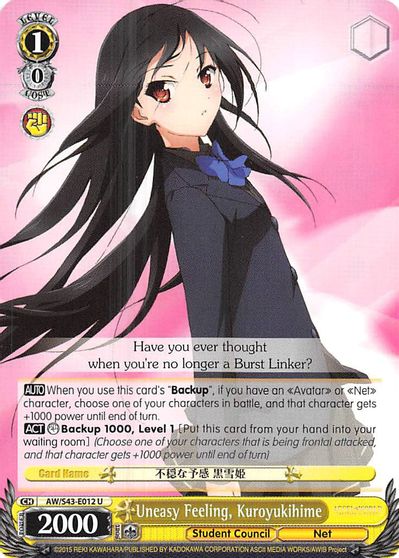 LEVEL
1
0
COST
Have you ever thought
when you're no longer a Burst Linker?
AUTO When you use this card's "Backup", if you have an «Avatar» or «Net»
character, choose one of your characters in battle, and that character gets
+1000 power until end of turn.
ACT Backup 1000, Level 1 [Put this card from your hand into your
waiting room] (Choose one of your characters that is being frontal attacked,
and that character gets +1000 power until end of turn)
Card Name 不穏な予感 黒雪姫
CH AW/S43-E012 U
Uneasy Feeling, Kuroyukihime
POWER 2000
Student Council Net
©2015 REKI KAWAHARA/PUBLISHED BY KADOKAWA CORPORATION ASCII MEDIA WORKS/AWIB Project